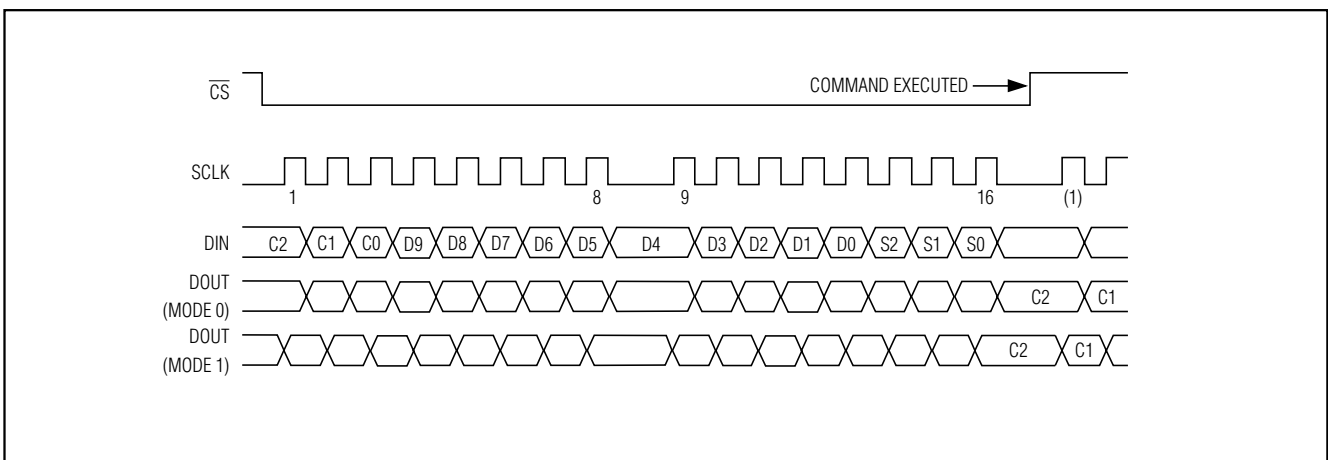 CS COMMAND EXECUTED
SCLK
1 8 9 16 (1)
DIN C2 C1 C0 D9 D8 D7 D6 D5 D4 D3 D2 D1 D0 S2 S1 S0
DOUT
(MODE 0) C2 C1
DOUT
(MODE 1) C2 C1